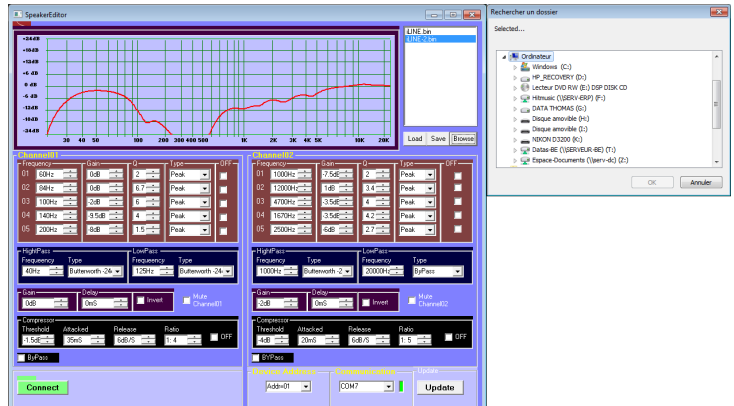 SpeakerEditor
+24dB
+18dB
+12dB
+6 dB
0 dB
-6 dB
-12dB
-18dB
-24dB
30 40 50 100 200 300 400 500 1K 2K 3K 4K 5K 10K 20K
iLINE.bin
iLINE-2.bin
Load Save Browse
Channel01
Frequency Gain Q Type OFF
01 60Hz 0dB 2 Peak
02 84Hz 0dB 6.7 Peak
03 100Hz -2dB 6 Peak
04 140Hz -9.5dB 4 Peak
05 200Hz -8dB 1.5 Peak
HightPass LowPass
Frequeency Type Frequeency Type
40Hz Butterworth -24 125Hz Butterworth -24
Gain Delay
0dB 0mS Invert Mute Channel01
Compressor
Threshold Attacked Release Ratio
-1.5dB 35mS 6dB/S 1: 4 OFF
ByPass
Connect
Channel02
Frequency Gain Q Type OFF
01 1000Hz -7.5dB 2 Peak
02 12000Hz 1dB 3.4 Peak
03 4700Hz -3.5dB 4 Peak
04 1670Hz -3.5dB 4.2 Peak
05 2500Hz -6dB 2.7 Peak
HightPass LowPass
Frequeency Type Frequeency Type
1000Hz Butterworth -2 20000Hz ByPass
Gain Delay
-2dB 0mS Invert Mute Channel02
Compressor
Threshold Attacked Release Ratio
-4dB 20mS 6dB/S 1: 5 OFF
BYPass
Device Address Communication Update
Addr=01 COM7 Update
Rechercher un dossier
Selected...
Ordinateur
Windows (C:)
HP_RECOVERY (D:)
Lecteur DVD RW (E:) DSP DISK CO
Hitmusic (\\SERV-ERP) (F:)
DATA THOMAS (G:)
Disque amovible (H:)
Disque amovible (I:)
NIKON D3200 (K:)
Datas-BE (\\SERVEUR-BE) (T:)
Espace-Documents (\\perv-dc) (Z:)
OK Annuler